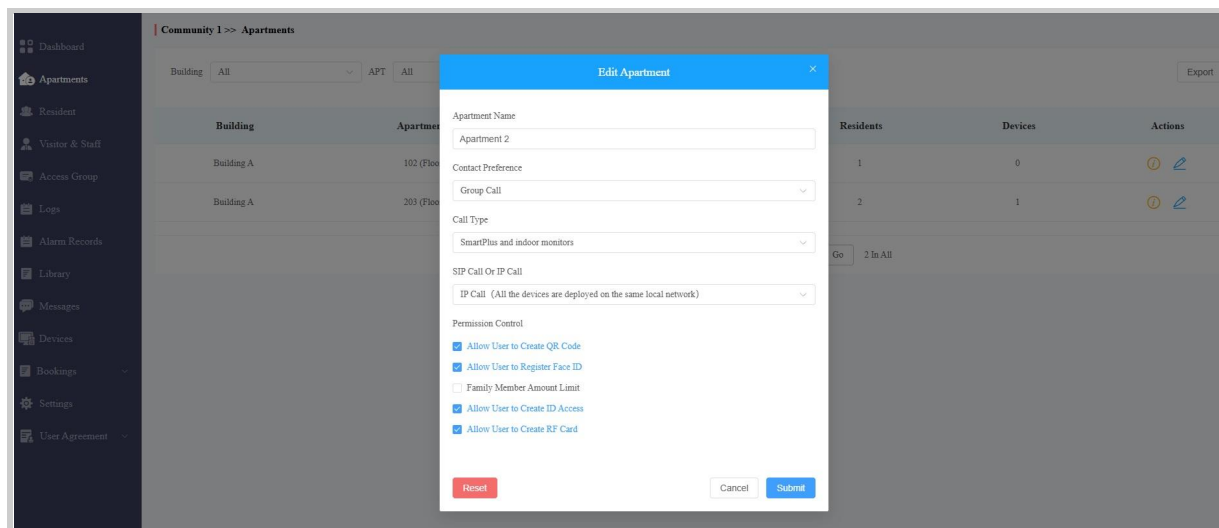 Community 1 >> Apartments
Dashboard
Apartments
Resident
Visitor & Staff
Access Group
Logs
Alarm Records
Library
Messages
Devices
Bookings
Settings
User Agreement
Building All APT All Export
Building Residents Devices Actions
Building A 102 1 0
Building A 203 2 1
Go 2 In All
Edit Apartment
Apartment Name
Apartment 2
Contact Preference
Group Call
Call Type
SmartPlus and indoor monitors
SIP Call Or IP Call
IP Call（All the devices are deployed on the same local network）
Permission Control
Allow User to Create QR Code
Allow User to Register Face ID
Family Member Amount Limit
Allow User to Create ID Access
Allow User to Create RF Card
Reset Cancel Submit